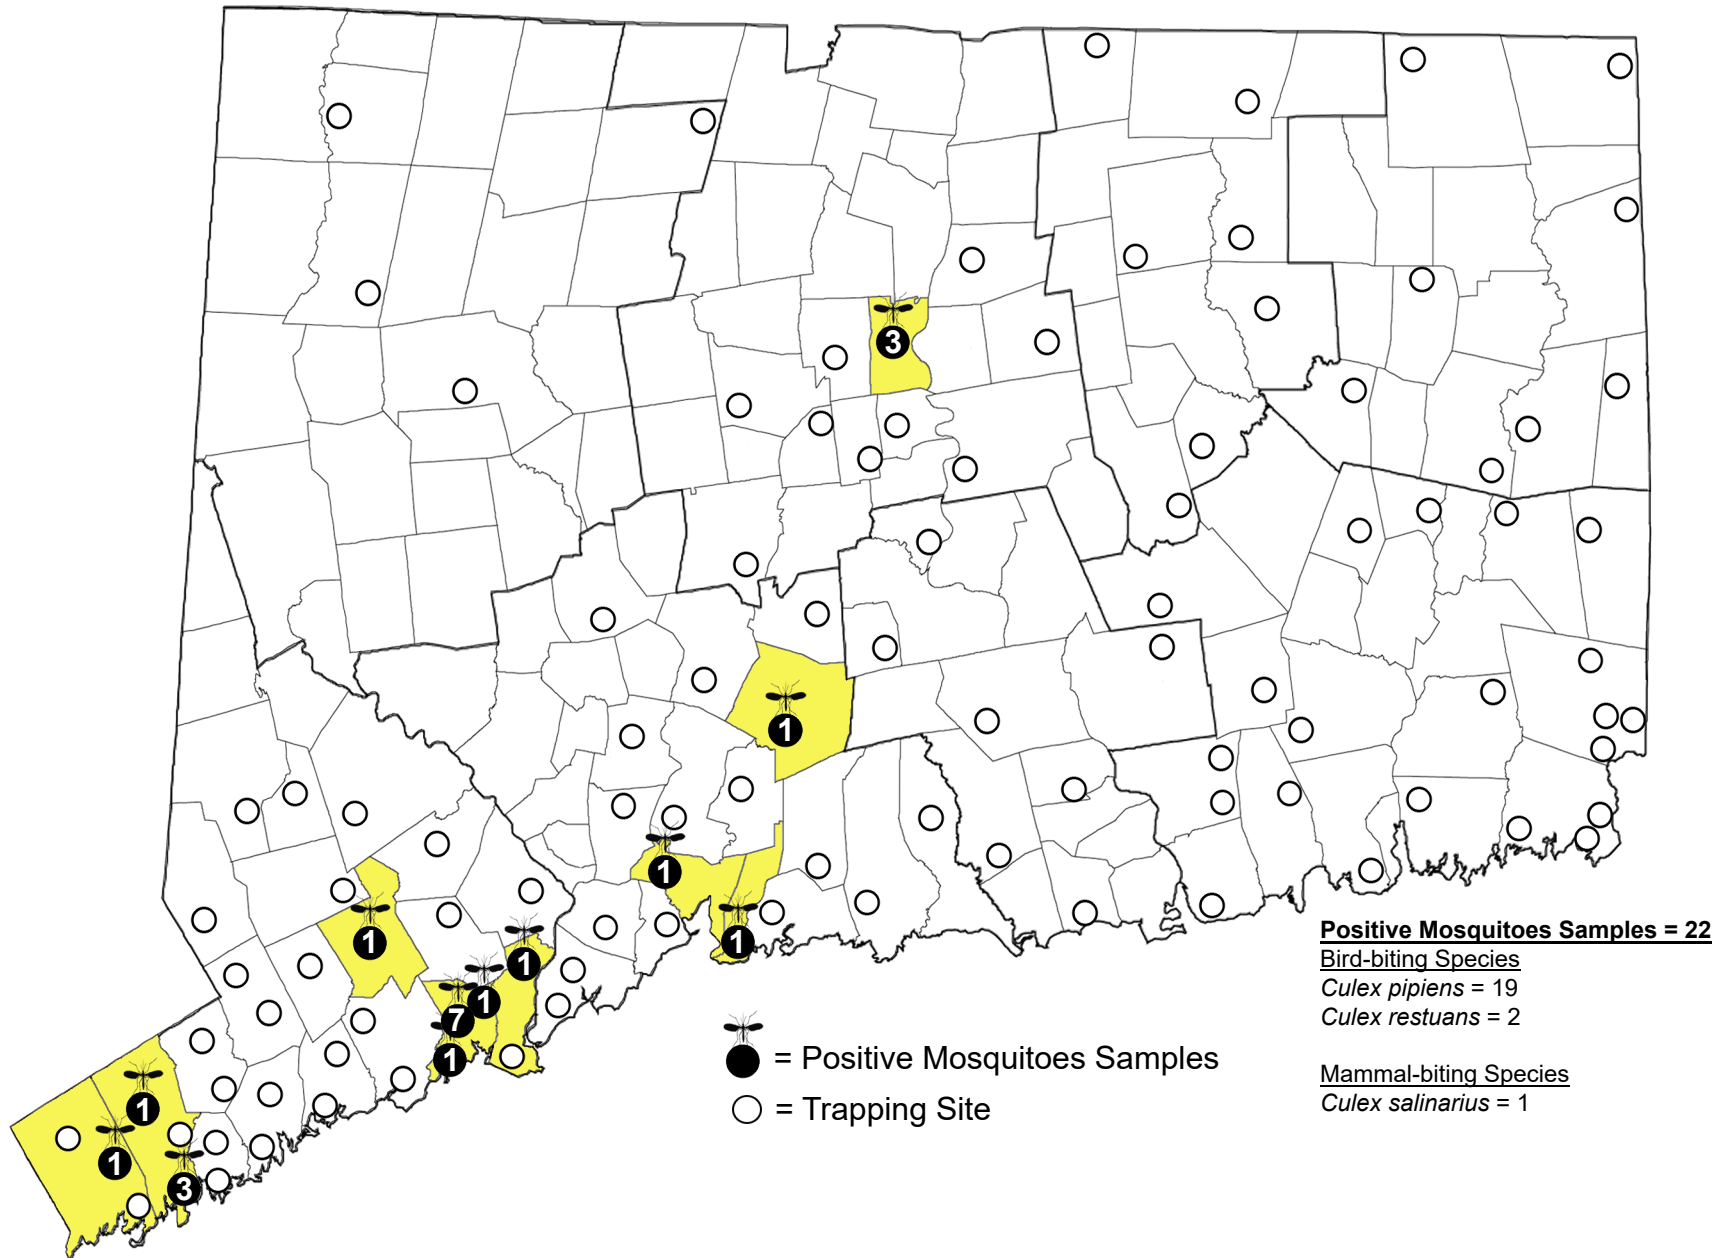 3
1
1
1
1
1
1
7
1
1
1
3
Positive Mosquitoes Samples = 22
Bird-biting Species
Culex pipiens = 19
Culex restuans = 2
Mammal-biting Species
Culex salinarius = 1
= Positive Mosquitoes Samples
= Trapping Site